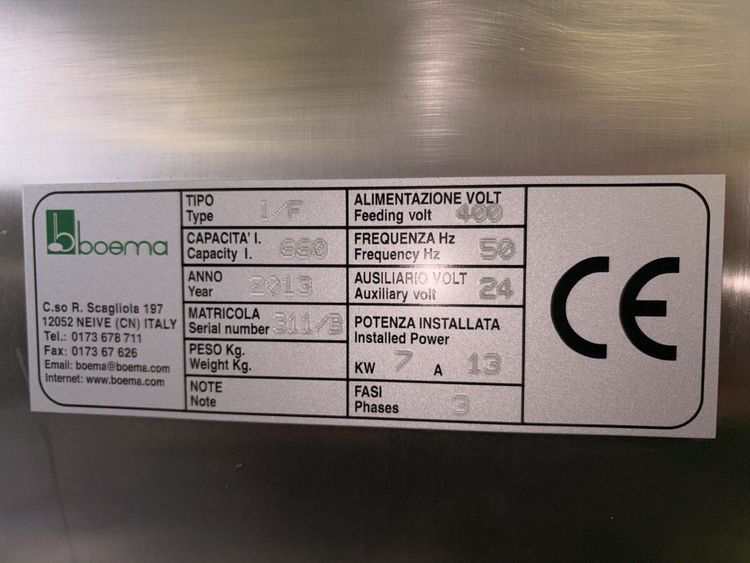 boema
C.so R. Scagliola 197
12052 NEIVE (CN) ITALY
Tel.: 0173 678 711
Fax: 0173 67 626
Email: boema@boema.com
Internet: www.boema.com
TIPO
Type I/F
CAPACITA' l.
Capacity l. 660
ANNO
Year 2013
MATRICOLA
Serial number 311/B
PESO Kg.
Weight Kg.
NOTE
Note
ALIMENTAZIONE VOLT
Feeding volt 400
FREQUENZA Hz
Frequency Hz 50
AUSILIARIO VOLT
Auxiliary volt 24
POTENZA INSTALLATA
Installed Power
KW 7 A 13
FASI
Phases 3
CE